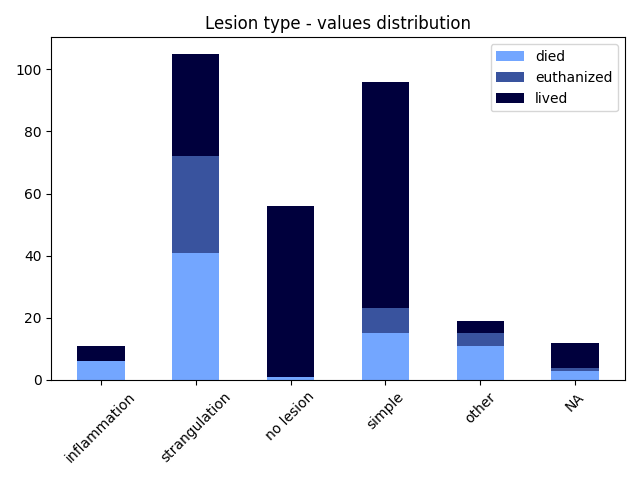 Lesion type - values distribution
died
euthanized
lived
100
80
60
40
20
0
inflammation
strangulation
no lesion
simple
other
NA